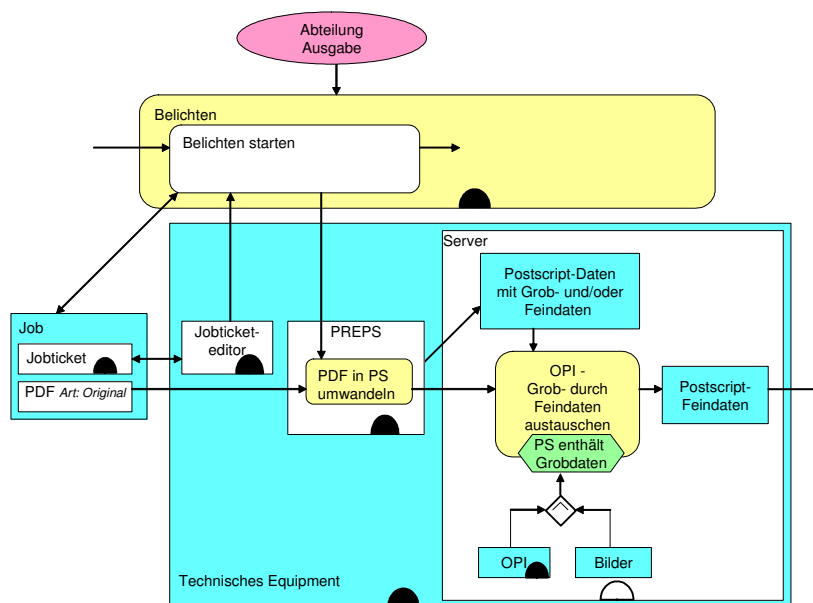 Abteilung
Ausgabe
Belichten
Belichten starten
Server
Postscript-Daten
mit Grob- und/oder
Feindaten
Job
Jobticket
PDF Art: Original
Jobticket-
editor
PREPS
PDF in PS
umwandeln
OPI -
Grob- durch
Feindaten
austauschen
PS enthält
Grobdaten
Postscript-
Feindaten
OPI
Bilder
Technisches Equipment